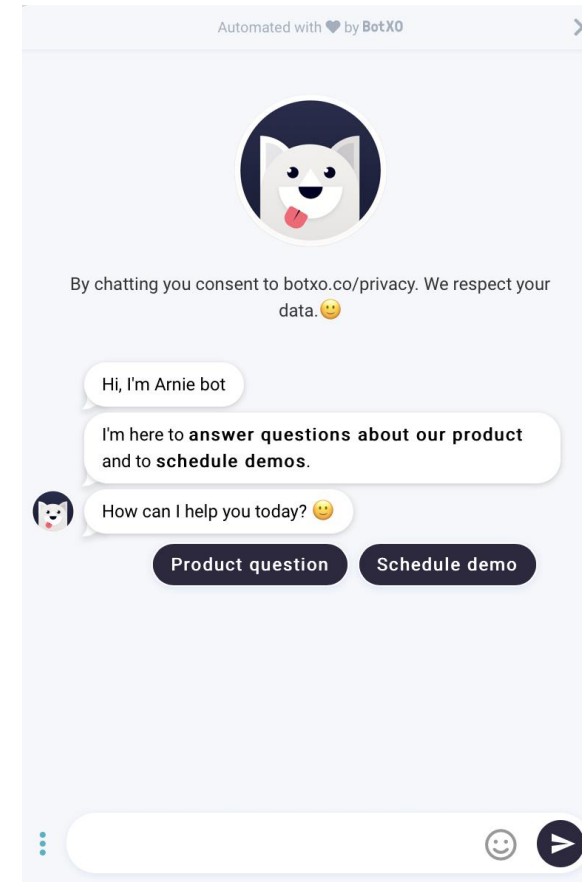 Automated with ♥ by BotXO
By chatting you consent to botxo.co/privacy. We respect your
data.🙂
Hi, I'm Arnie bot
I'm here to answer questions about our product
and to schedule demos.
How can I help you today? 🙂
Product question
Schedule demo